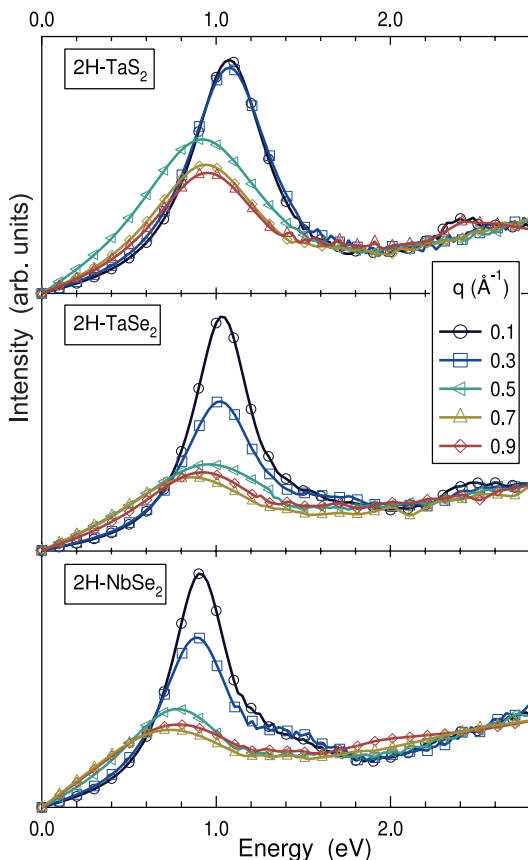 0.0 1.0 2.0
2H-TaS₂
Intensity (arb. units)
q (Å⁻¹)
0.1
0.3
0.5
0.7
0.9
2H-TaSe₂
2H-NbSe₂
0.0 1.0 2.0
Energy (eV)